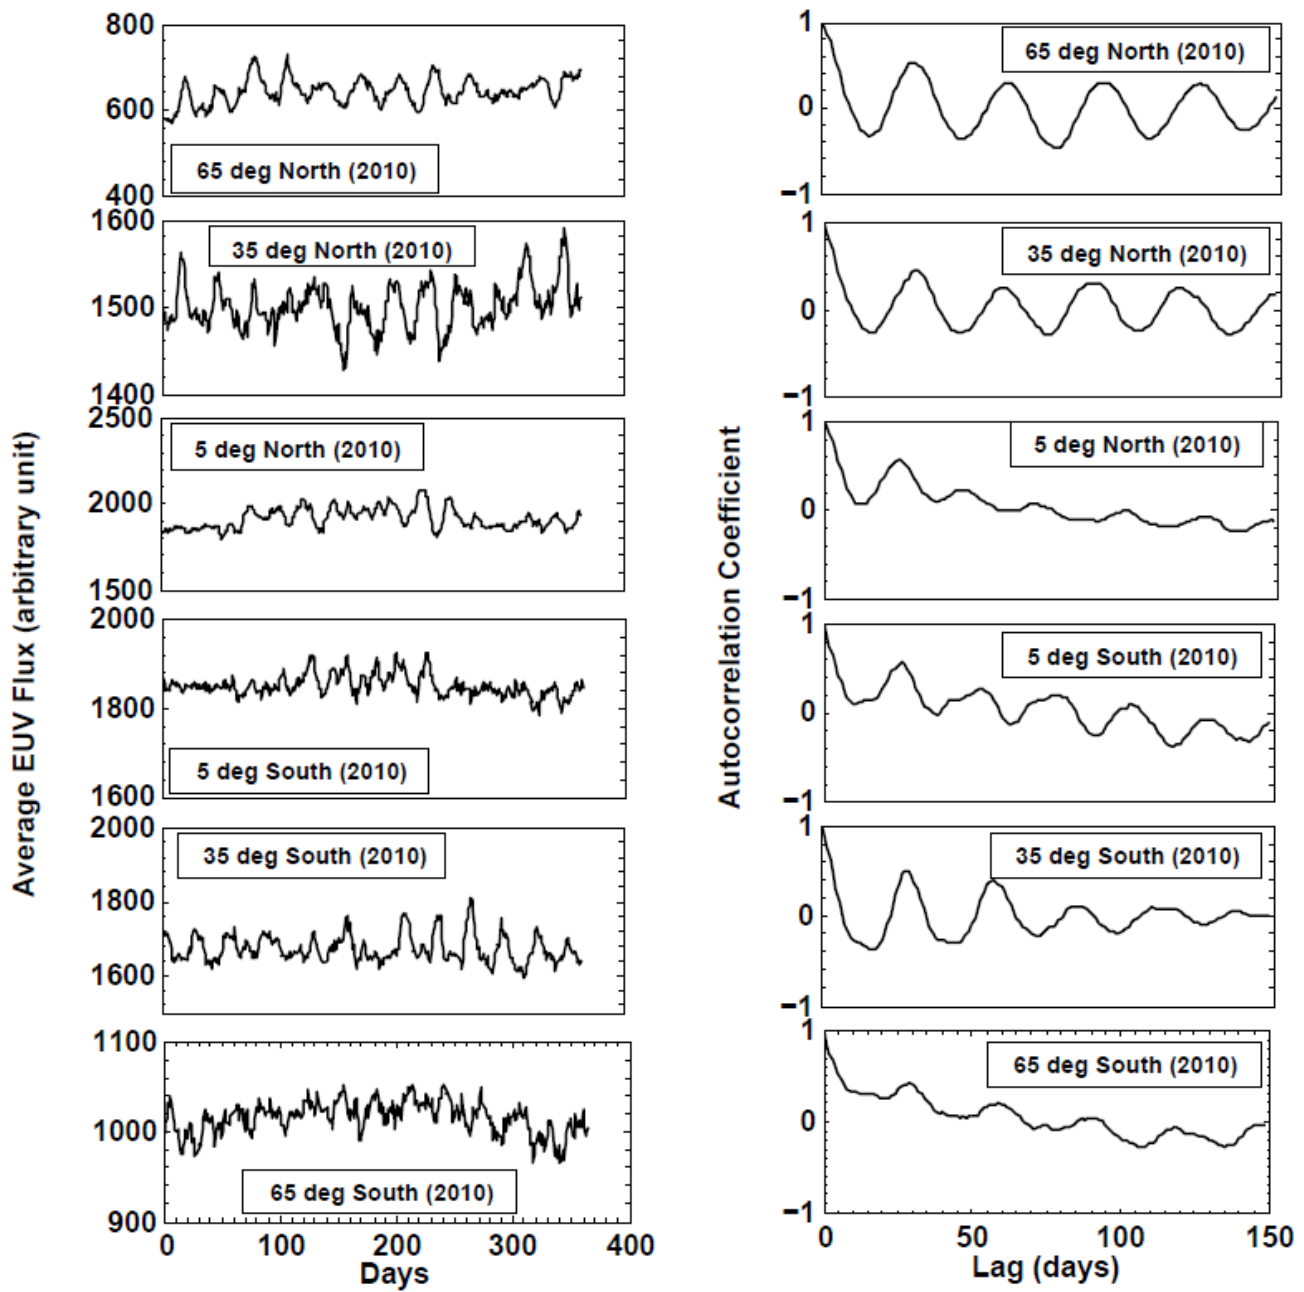 800
600
400
65 deg North (2010)
1600
1500
1400
35 deg North (2010)
2500
2000
1500
5 deg North (2010)
2000
1800
1600
5 deg South (2010)
2000
1800
1600
35 deg South (2010)
1100
1000
900
65 deg South (2010)
0 100 200 300 400
Days
Average EUV Flux (arbitrary unit)
1
0
−1
65 deg North (2010)
1
0
−1
35 deg North (2010)
1
0
−1
5 deg North (2010)
1
0
−1
5 deg South (2010)
1
0
−1
35 deg South (2010)
1
0
−1
65 deg South (2010)
0 50 100 150
Lag (days)
Autocorrelation Coefficient